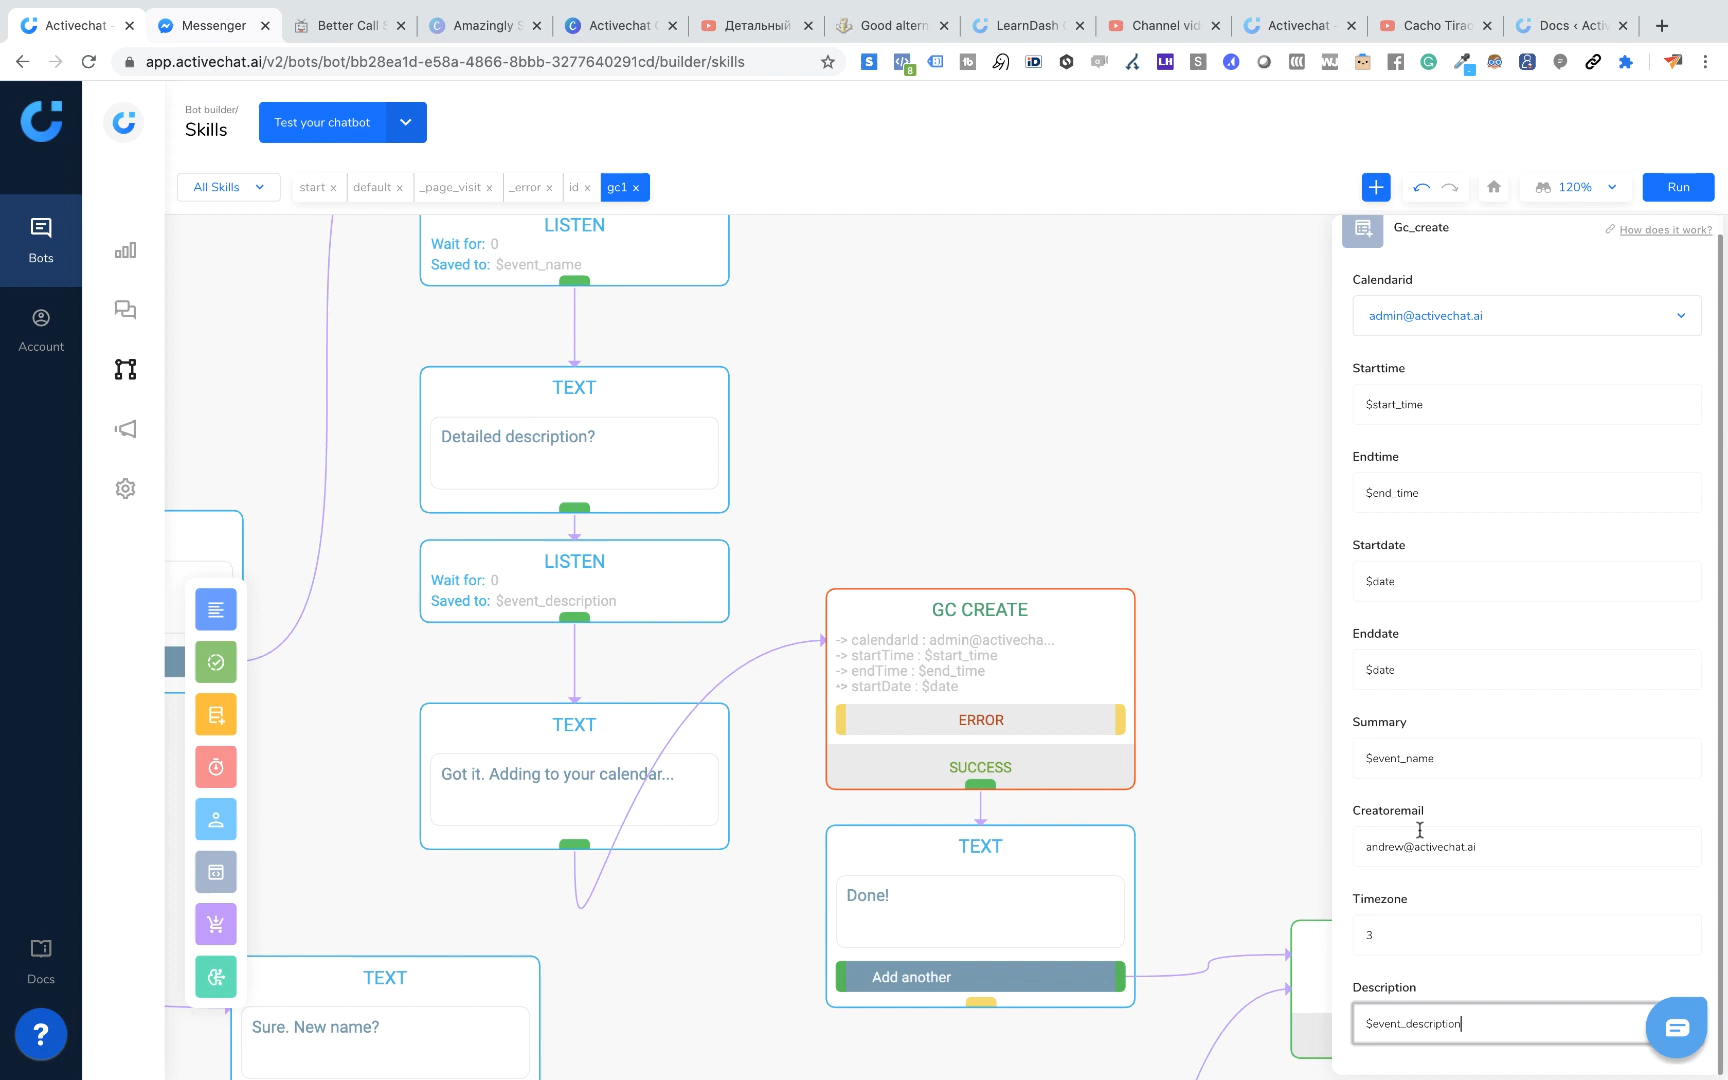 Activechat -
Messenger
Better Call S
Amazingly S
Activechat C
Детальный
Good altern
LearnDash
Channel vid
Activechat -
Cacho Tirao
Docs ‹ Activ
app.activechat.ai/v2/bots/bot/bb28ea1d-e58a-4866-8bbb-3277640291cd/builder/skills
Bots
Account
Docs
?
Bot builder/
Skills
Test your chatbot
All Skills
start ×
default ×
_page_visit ×
_error ×
id ×
gc1 ×
120%
Run
LISTEN
Wait for: 0
Saved to: $event_name
TEXT
Detailed description?
LISTEN
Wait for: 0
Saved to: $event_description
TEXT
Got it. Adding to your calendar...
TEXT
Sure. New name?
GC CREATE
-> calendarId : admin@activecha...
-> startTime : $start_time
-> endTime : $end_time
-> startDate : $date
ERROR
SUCCESS
TEXT
Done!
Add another
Gc_create
How does it work?
Calendarid
admin@activechat.ai
Starttime
$start_time
Endtime
$end_time
Startdate
$date
Enddate
$date
Summary
$event_name
Creatoremail
andrew@activechat.ai
Timezone
3
Description
$event_description